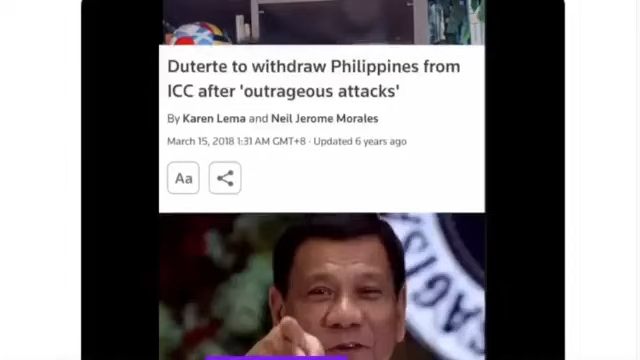 Duterte to withdraw Philippines from
ICC after 'outrageous attacks'
By Karen Lema and Neil Jerome Morales
March 15, 2018 1:31 AM GMT+8 · Updated 6 years ago
Aa
AGIS